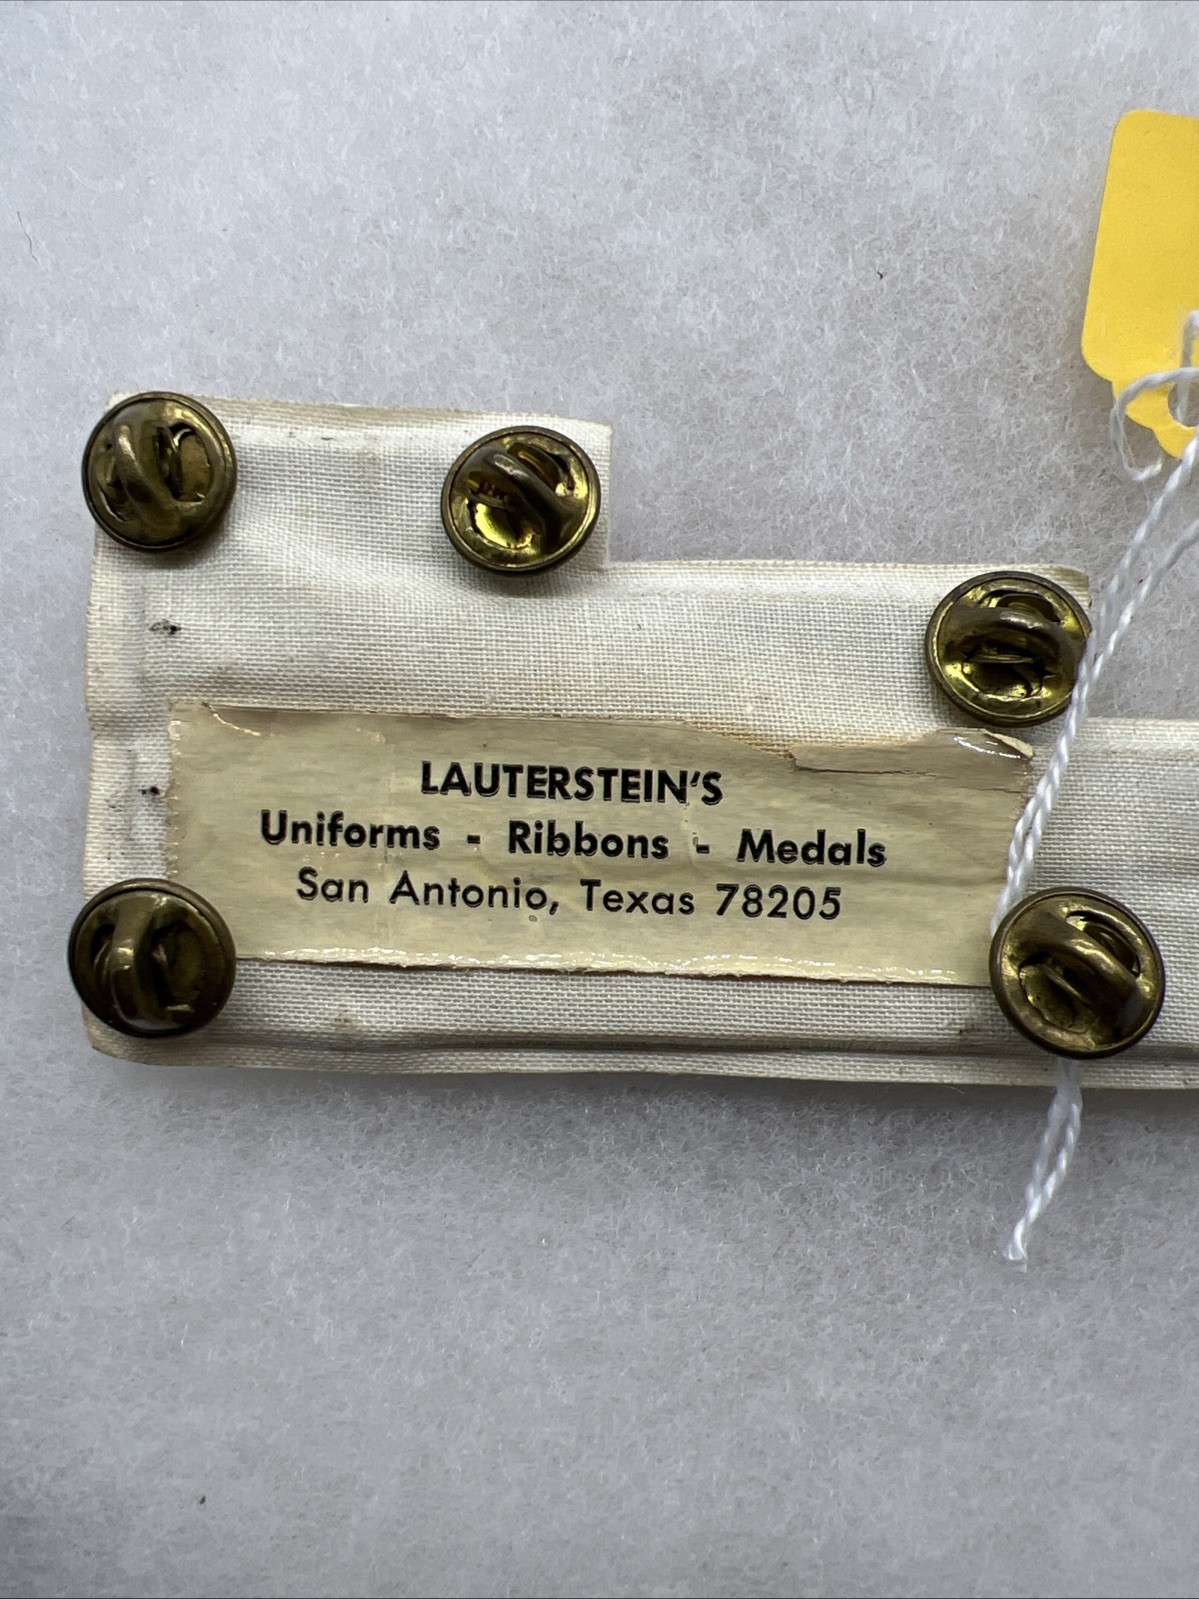 LAUTERSTEIN'S
Uniforms - Ribbons - Medals
San Antonio, Texas 78205